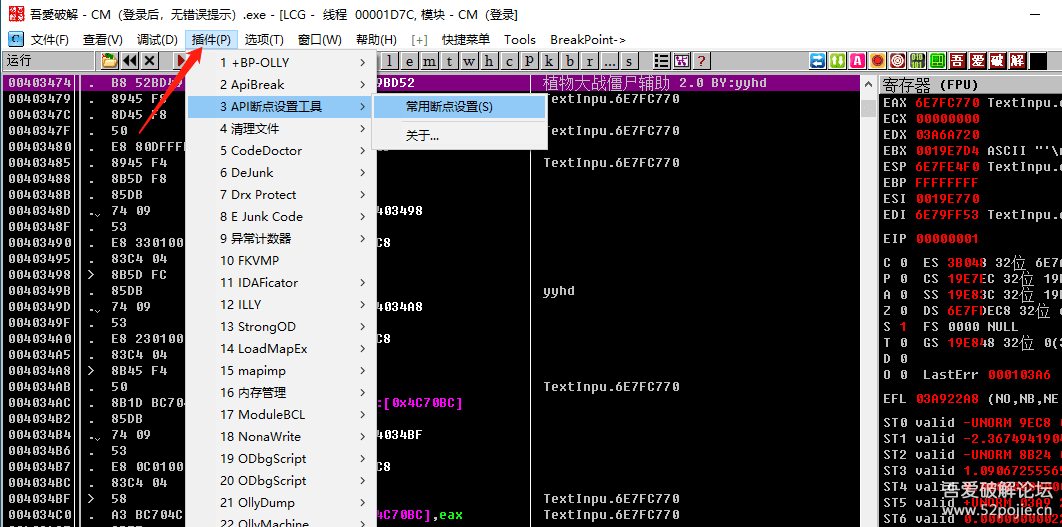 吾爱破解 - CM（登录后，无错误提示）.exe - [LCG - 线程 00001D7C, 模块 - CM（登录]
文件(F) 查看(V) 调试(D) 插件(P) 选项(T) 窗口(W) 帮助(H) [+] 快捷菜单 Tools BreakPoint->
运行 l e m t w h c p k b r ... s ? 吾 爱 破 解
1 +BP-OLLY
2 ApiBreak
3 API断点设置工具
4 清理文件
5 CodeDoctor
6 DeJunk
7 Drx Protect
8 E Junk Code
9 异常计数器
10 FKVMP
11 IDAFicator
12 ILLY
13 StrongOD
14 LoadMapEx
15 mapimp
16 内存管理
17 ModuleBCL
18 NonaWrite
19 ODbgScript
20 ODbgScript
21 OllyDump
22 OllyMachine
常用断点设置(S)
关于...
00403474 . B8 52BD4 9BD52 植物大战僵尸辅助 2.0 BY:yyhd
00403479 . 8945 F8 TextInpu.6E7FC770
0040347C . 8D45 F8
0040347F . 50 TextInpu.6E7FC770
00403480 . E8 80DFFF
00403485 . 8945 F4 TextInpu.6E7FC770
00403488 . 8B5D F8
0040348B . 85DB
0040348D . 74 09 403498
0040348F . 53
00403490 . E8 330100 C8
00403495 . 83C4 04
00403498 > 8B5D FC
0040349B . 85DB yyhd
0040349D . 74 09 4034A8
0040349F . 53
004034A0 . E8 230100 C8
004034A5 . 83C4 04
004034A8 > 8B45 F4
004034AB . 50 TextInpu.6E7FC770
004034AC . 8B1D BC704 :[0x4C70BC]
004034B2 . 85DB
004034B4 . 74 09 4034BF
004034B6 . 53
004034B7 . E8 0C0100 C8
004034BC . 83C4 04
004034BF > 58 TextInpu.6E7FC770
004034C0 . A3 BC704C C70BC],eax TextInpu.6E7FC770
寄存器 (FPU)
EAX 6E7FC770 TextInpu.
ECX 00000000
EDX 03A6A720
EBX 0019E7D4 ASCII
ESP 6E7FE4F0 TextInpu.
EBP FFFFFFFF
ESI 0019E770
EDI 6E79FF53 TextInpu.
EIP 00000001
C 0 ES 3B048 32位 6E7
P 0 CS 19E7EC 32位 19
A 0 SS 19E83C 32位 19
Z 0 DS 6E7FDEC8 32位
S 1 FS 0000 NULL
T 0 GS 19E848 32位 0(
D 0
O 0 LastErr 000103A6
EFL 03A922A8 (NO,NB,NE
ST0 valid -UNORM 9EC8
ST1 valid -2.367494190
ST2 valid -UNORM 8B24
ST3 valid 1.0906725556
ST4 valid
ST5 valid +UNORM 03A9
ST6 valid
吾爱破解论坛
www.52pojie.cn